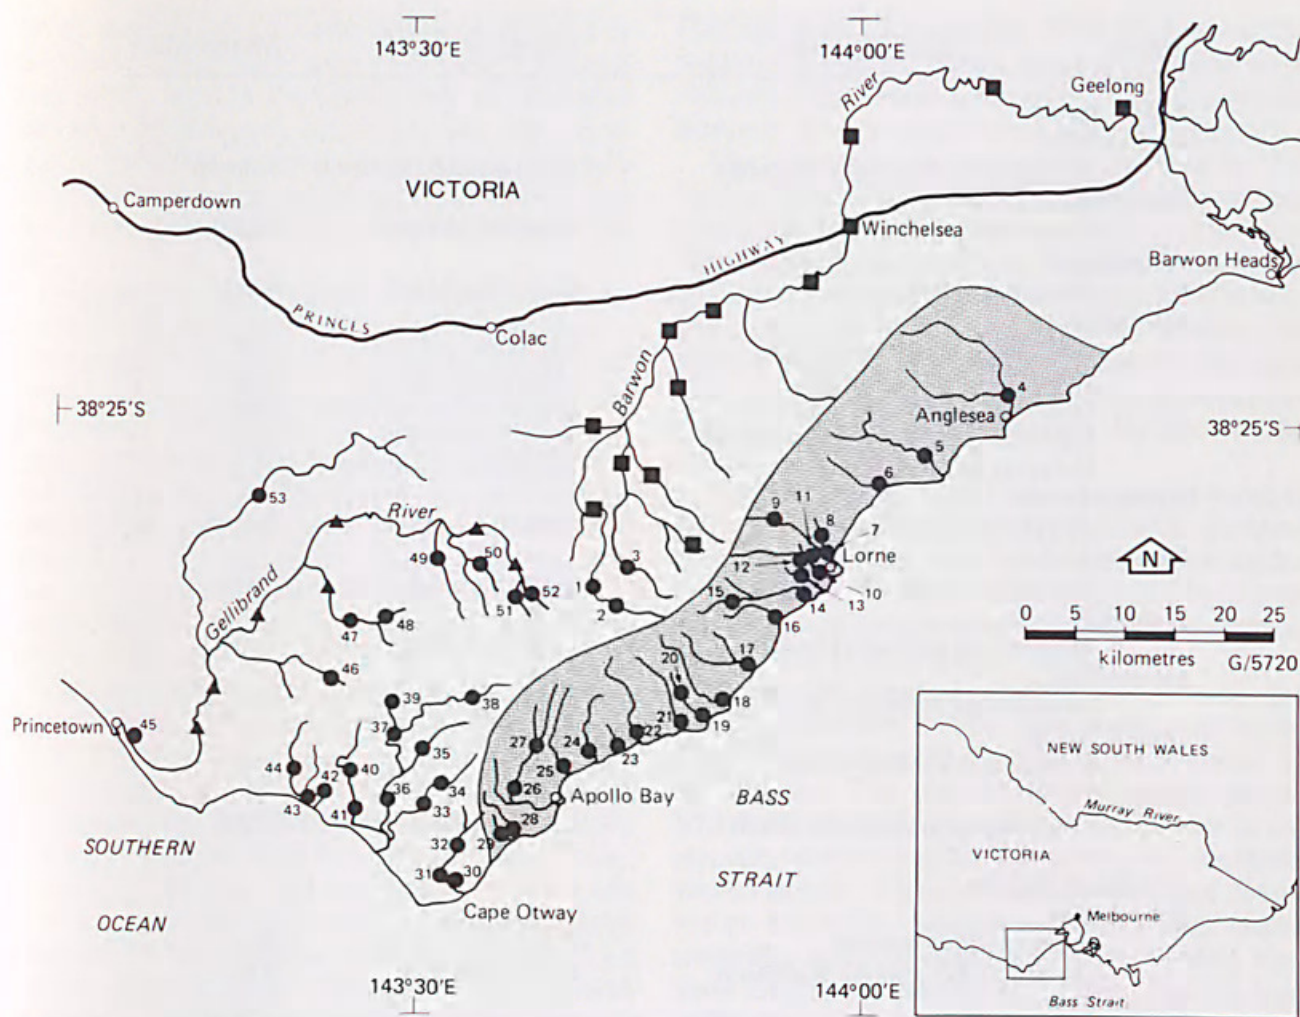 143°30'E
144°00'E
River
Geelong
Camperdown
VICTORIA
Winchelsea
HIGHWAY
Barwon Heads
PRINCES
Colac
Barwon
38°25'S
4
Anglesea
38°25'S
5
53
6
River
11
9
8
7
49
50
3
12
Lorne
N
51
52
1
2
15
14
13
10
Gellibrand
47
48
16
0 5 10 15 20 25
kilometres G/5720
46
17
20
39
38
18
Princetown
45
37
21
19
22
35
27
24
23
44
42
40
25
36
34
26
Apollo Bay
BASS
43
41
33
28
32
29
SOUTHERN
STRAIT
31
30
OCEAN
Cape Otway
143°30'E
144°00'E
NEW SOUTH WALES
Murray River
VICTORIA
Melbourne
Bass Strait